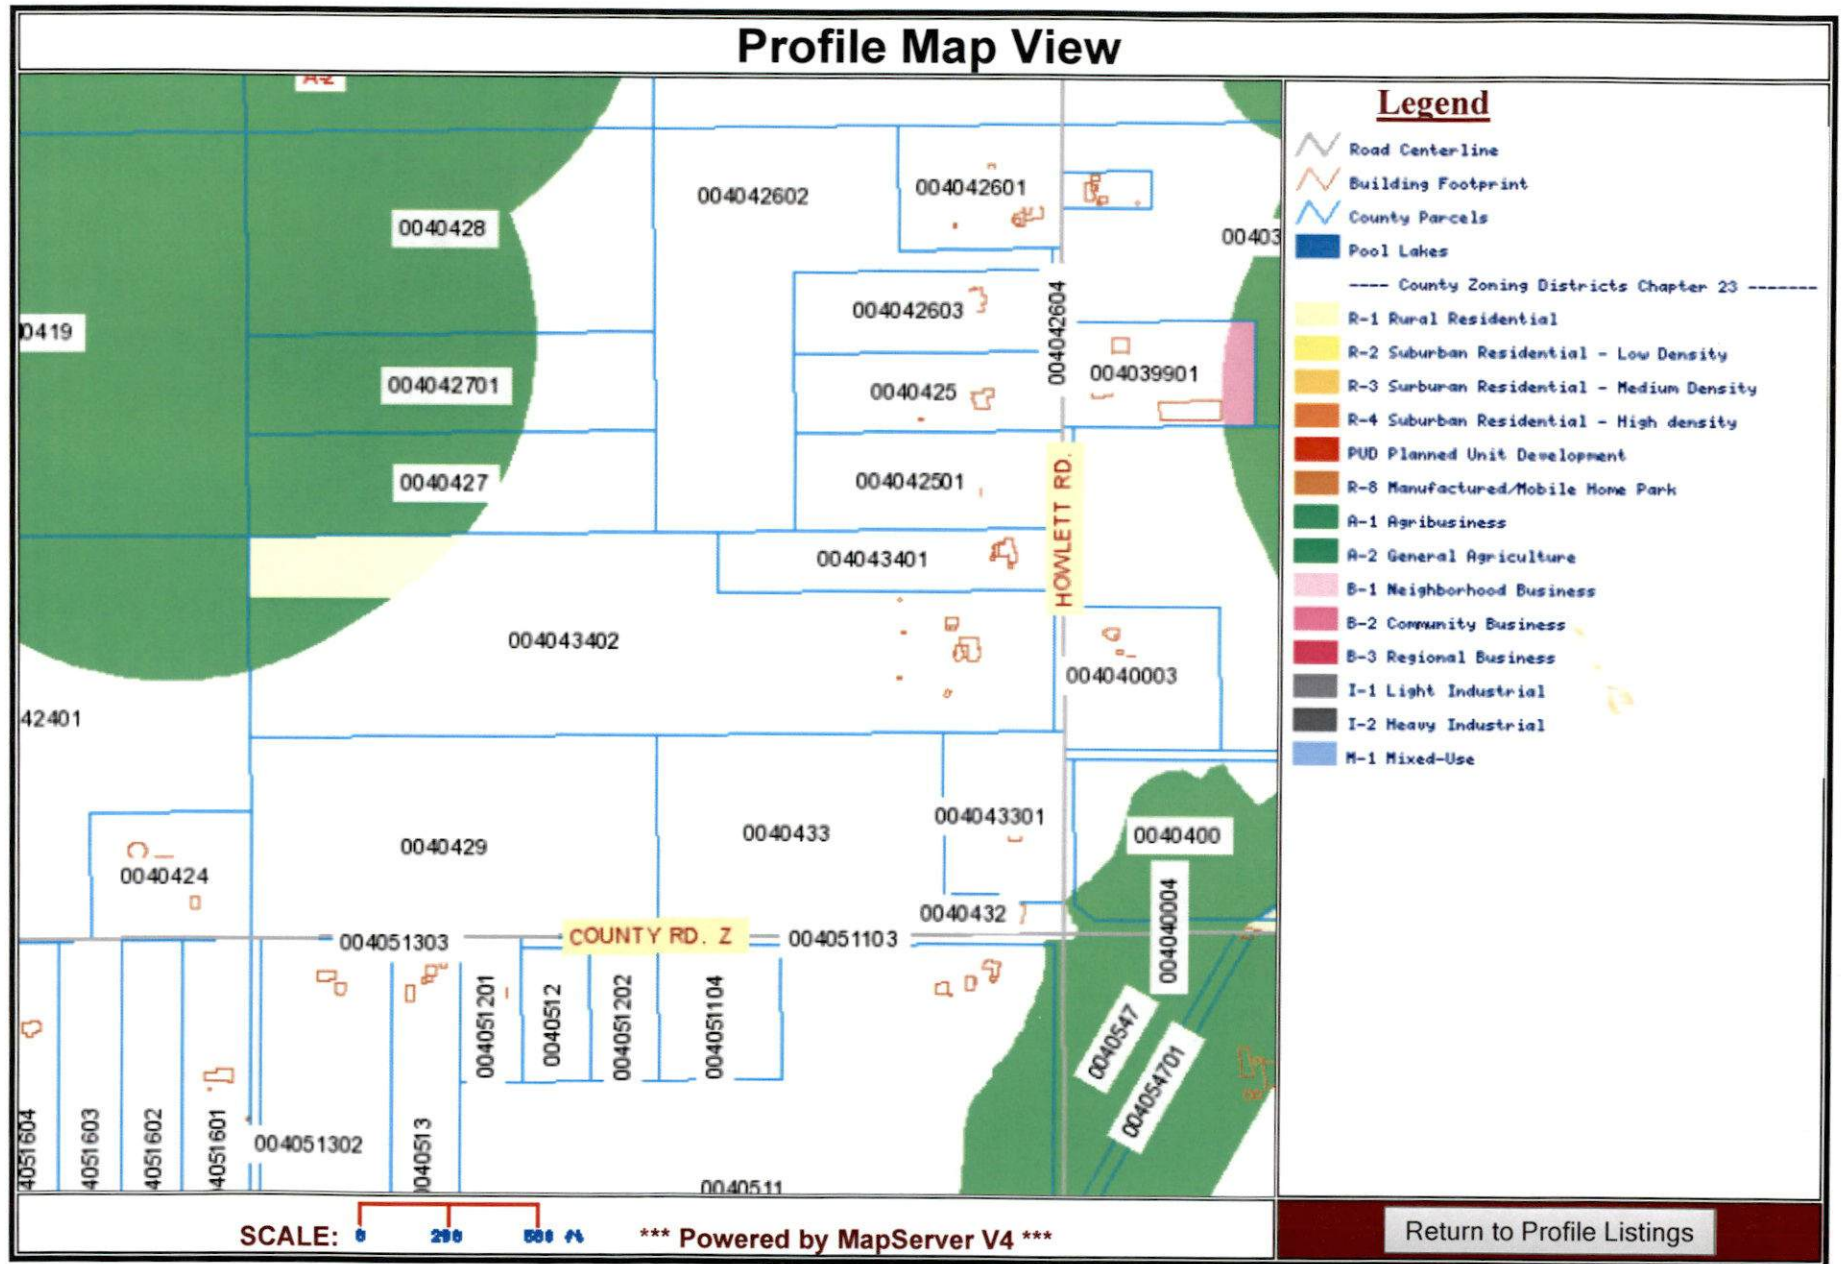 Profile Map View
A-2
0040428
004042602
004042601
00403
0419
004042603
004042604
004042701
0040425
004039901
0040427
004042501
HOWLETT RD.
004043401
004043402
004040003
42401
0040429
0040433
004043301
0040400
0040424
0040432
004040004
004051303
COUNTY RD. Z
004051103
004051201
0040512
004051202
004051104
0040547
004054701
4051604
4051603
4051602
4051601
004051302
0040513
0040511
Legend
Road Centerline
Building Footprint
County Parcels
Pool Lakes
---- County Zoning Districts Chapter 23 -------
R-1 Rural Residential
R-2 Suburban Residential - Low Density
R-3 Surburan Residential - Medium Density
R-4 Suburban Residential - High density
PUD Planned Unit Development
R-8 Manufactured/Mobile Home Park
A-1 Agribusiness
A-2 General Agriculture
B-1 Neighborhood Business
B-2 Community Business
B-3 Regional Business
I-1 Light Industrial
I-2 Heavy Industrial
M-1 Mixed-Use
SCALE: 0 ft
*** Powered by MapServer V4 ***
Return to Profile Listings